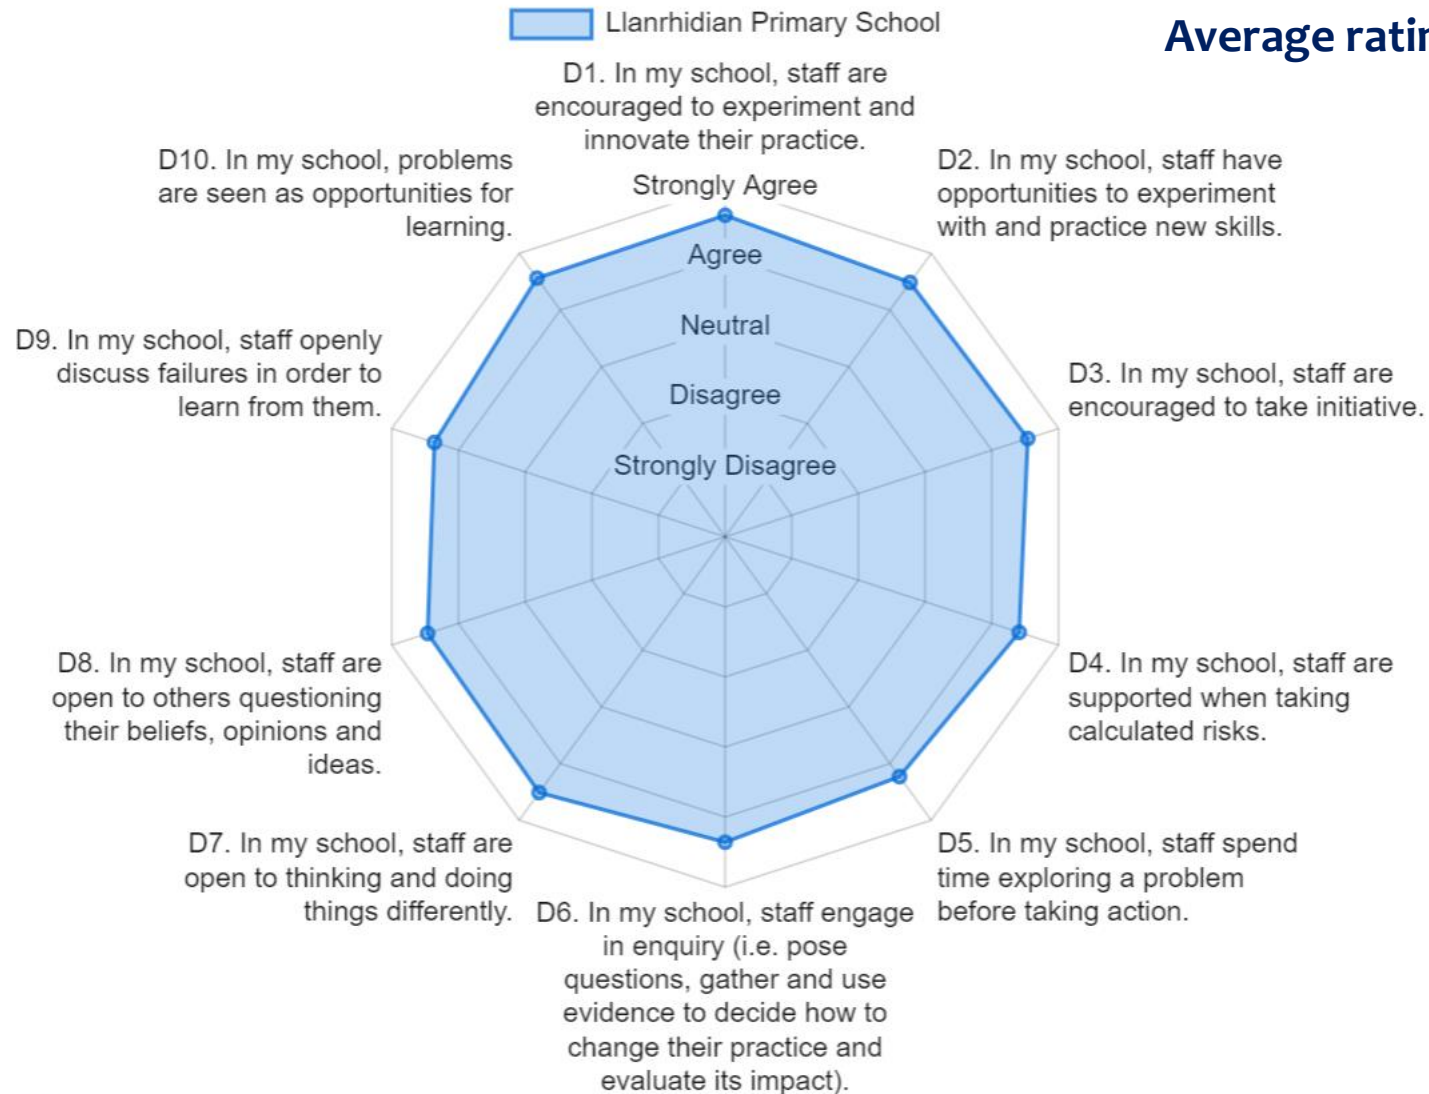 Llanrhidian Primary School
Average
D1. In my school, staff are
encouraged to experiment and
innovate their practice.
D10. In my school, problems
are seen as opportunities for
learning.
D2. In my school, staff have
opportunities to experiment
with and practice new skills.
Strongly Agree
Agree
Neutral
Disagree
Strongly Disagree
D9. In my school, staff openly
discuss failures in order to
learn from them.
D3. In my school, staff are
encouraged to take initiative.
D8. In my school, staff are
open to others questioning
their beliefs, opinions and
ideas.
D4. In my school, staff are
supported when taking
calculated risks.
D7. In my school, staff are
open to thinking and doing
things differently.
D5. In my school, staff spend
time exploring a problem
before taking action.
D6. In my school, staff engage
in enquiry (i.e. pose
questions, gather and use
evidence to decide how to
change their practice and
evaluate its impact).